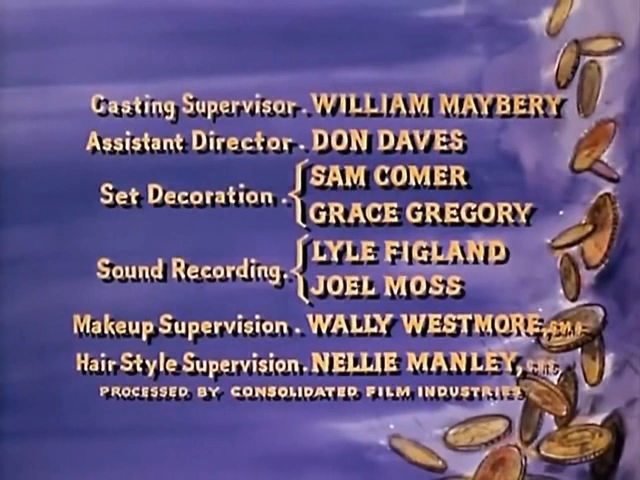 Casting Supervisor. WILLIAM MAYBERY
Assistant Director. DON DAVES
Set Decoration. SAM COMER
GRACE GREGORY
Sound Recording. LYLE FIGLAND
JOEL MOSS
Makeup Supervision. WALLY WESTMORE,
Hair Style Supervision. NELLIE MANLEY,
PROCESSED BY CONSOLIDATED FILM INDUSTRIES